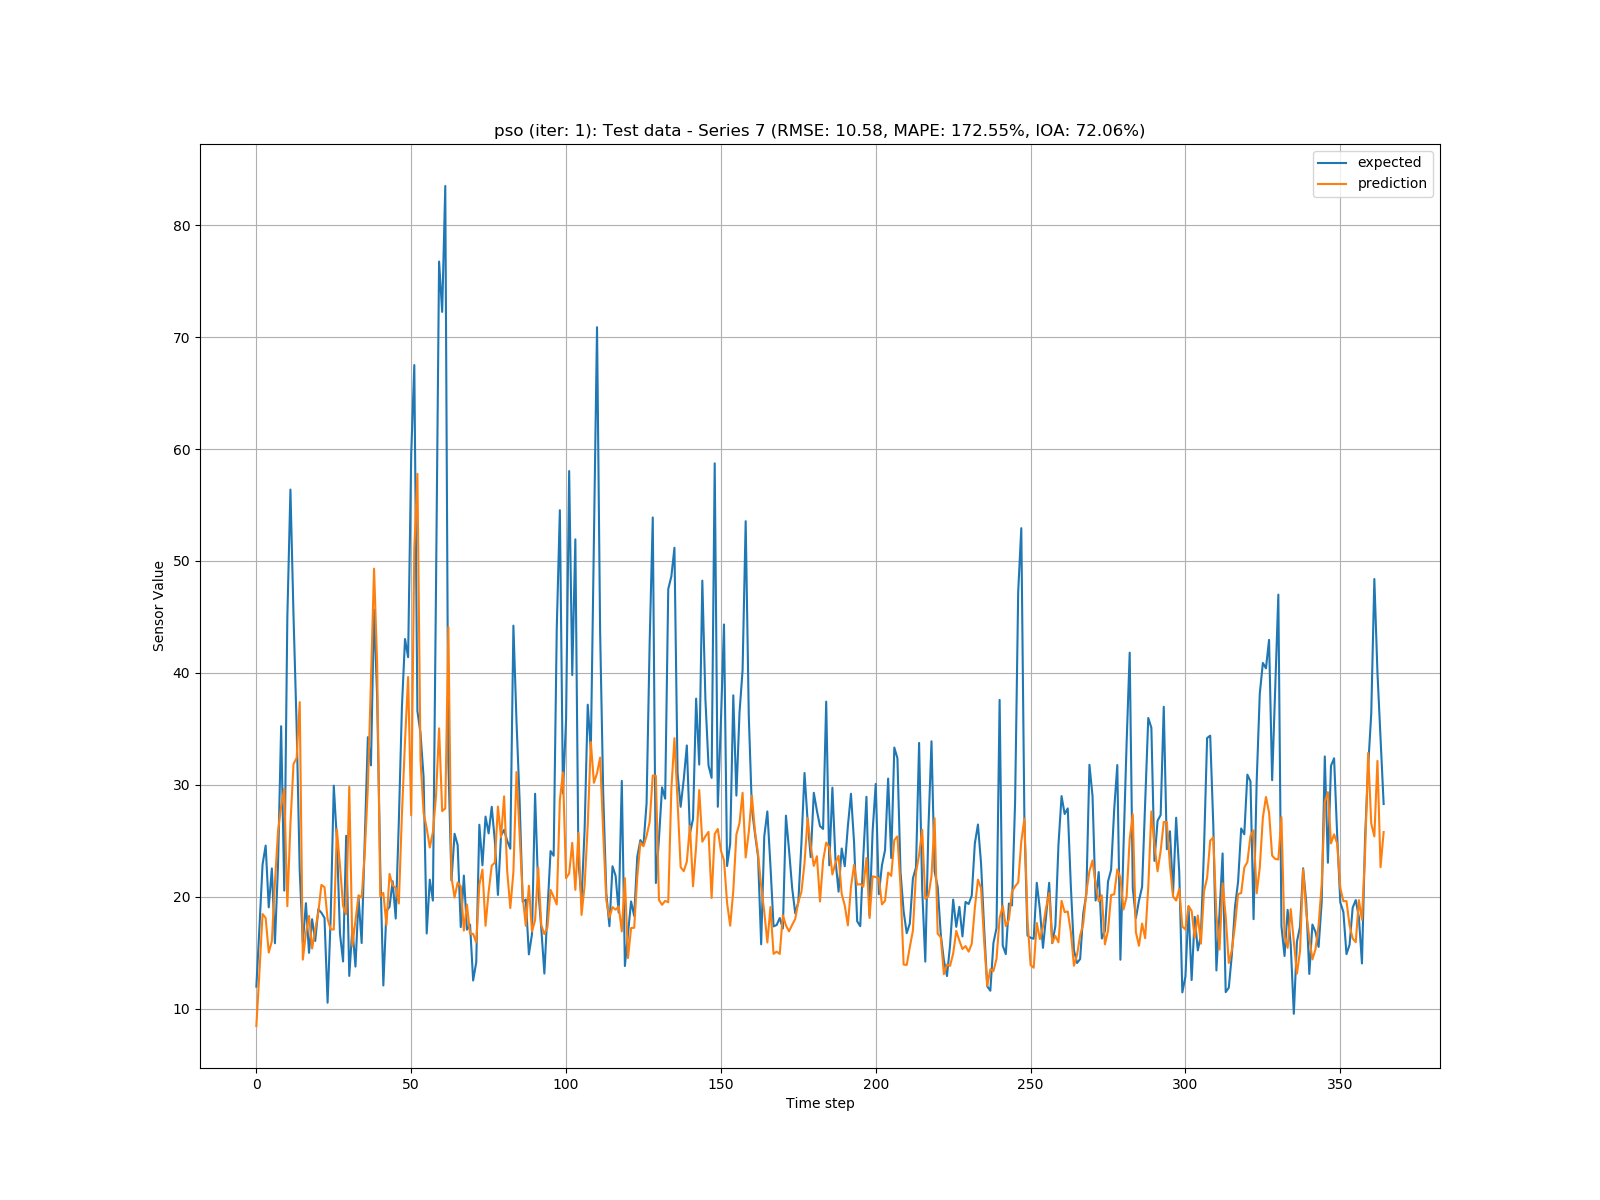 pso (iter: 1): Test data - Series 7 (RMSE: 10.58, MAPE: 172.55%, IOA: 72.06%)
expected
prediction
80
70
60
50
40
30
20
10
Sensor Value
0 50 100 150 200 250 300 350
Time step